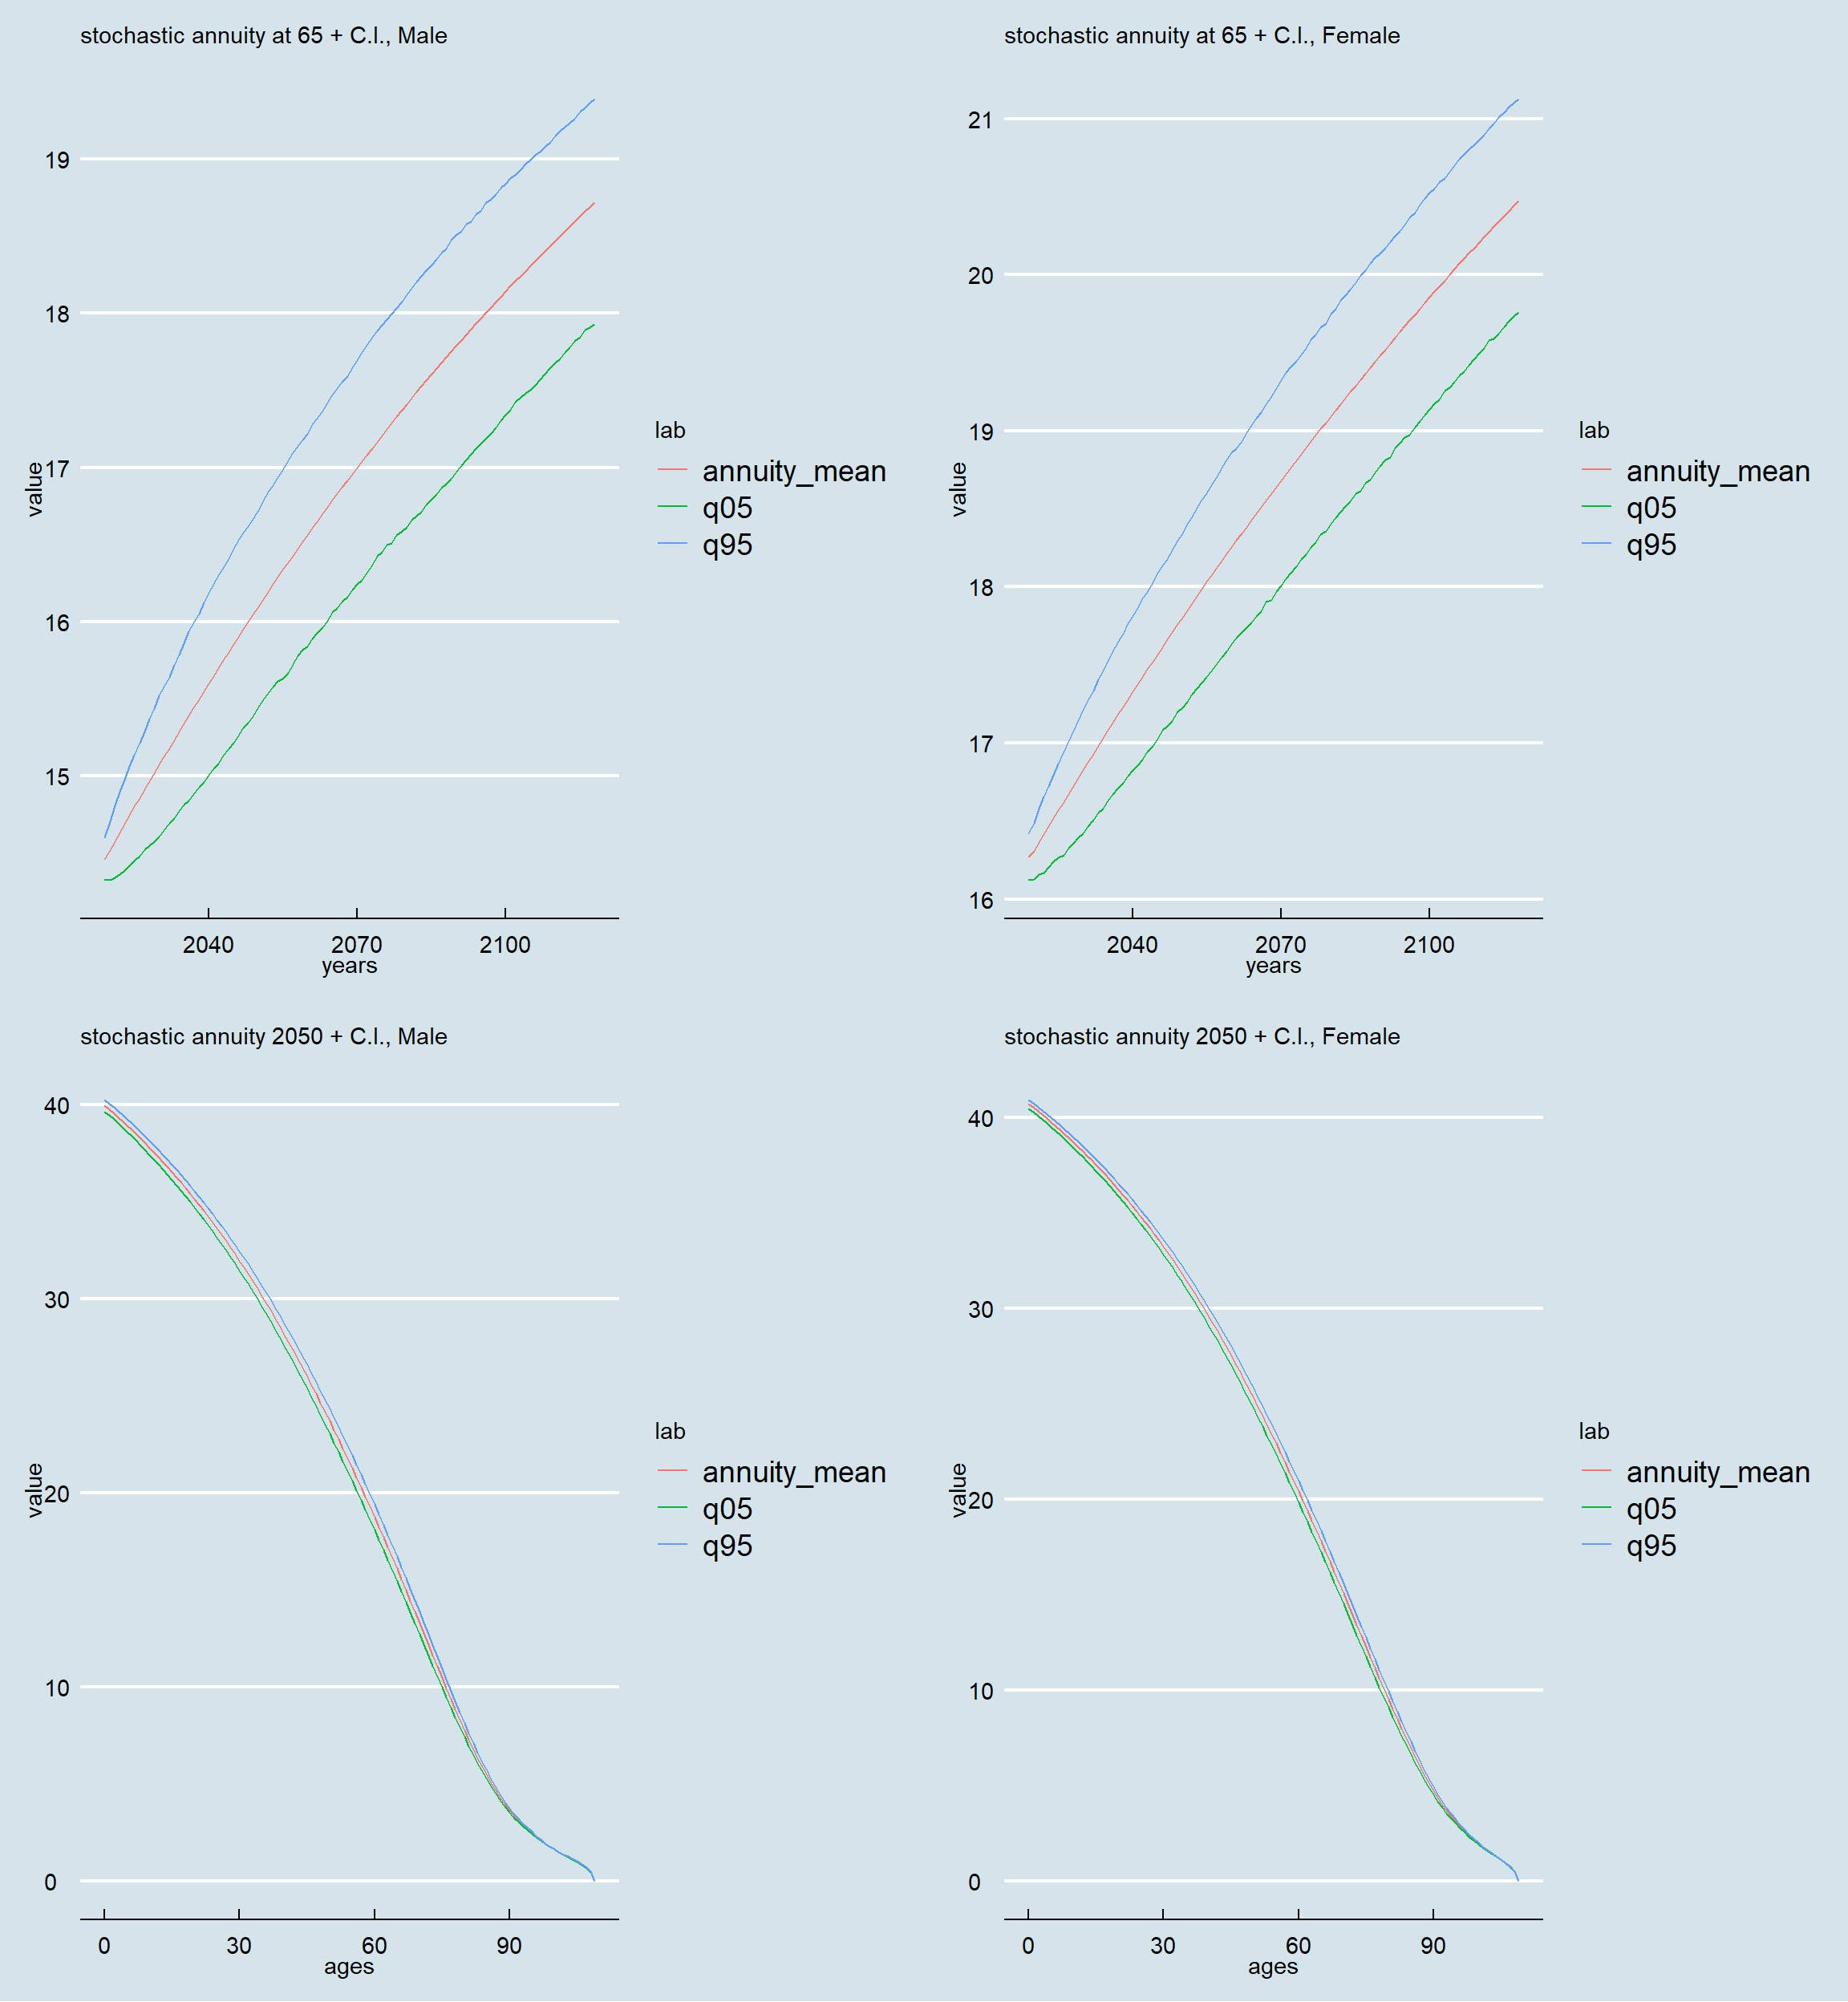 stochastic annuity at 65 + C.I., Male
19
18
17
16
15
value
2040
2070
2100
years
lab
annuity_mean
q05
q95
stochastic annuity at 65 + C.I., Female
21
20
19
18
17
16
value
2040
2070
2100
years
lab
annuity_mean
q05
q95
stochastic annuity 2050 + C.I., Male
40
30
20
10
0
value
0
30
60
90
ages
lab
annuity_mean
q05
q95
stochastic annuity 2050 + C.I., Female
40
30
20
10
0
value
0
30
60
90
ages
lab
annuity_mean
q05
q95